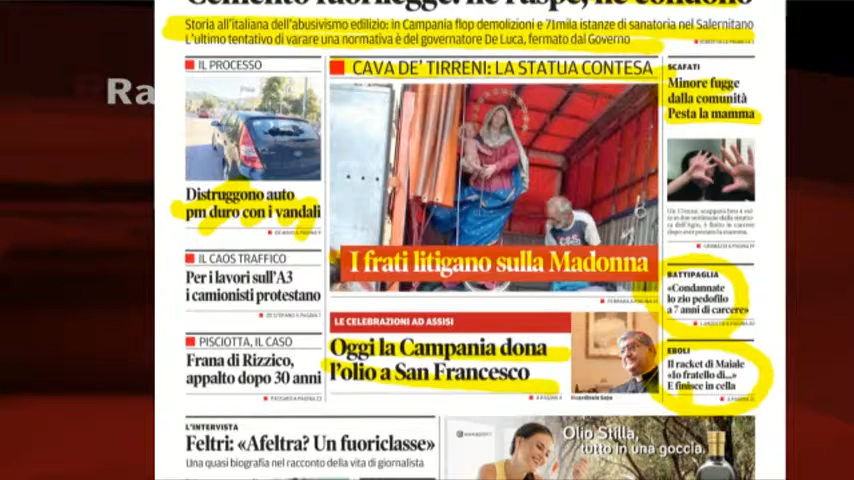 Cemento fuorilegge: né ruspe, né condono
Storia all'italiana dell'abusivismo edilizio: in Campania flop demolizioni e 71mila istanze di sanatoria nel Salernitano
L'ultimo tentativo di varare una normativa è del governatore De Luca, fermato dal Governo
Ra
IL PROCESSO
Distruggono auto
pm duro con i vandali
IL CAOS TRAFFICO
Per i lavori sull'A3
i camionisti protestano
PISCIOTTA, IL CASO
Frana di Rizzico,
appalto dopo 30 anni
CAVA DE' TIRRENI: LA STATUA CONTESA
I frati litigano sulla Madonna
LE CELEBRAZIONI AD ASSISI
Oggi la Campania dona
l'olio a San Francesco
SCAFATI
Minore fugge
dalla comunità
Pesta la mamma
BATTIPAGLIA
«Condannate
lo zio pedofilo
a 7 anni di carcere»
EBOLI
Il racket di Maiale
«Io fratello di...»
E finisce in cella
L'INTERVISTA
Feltri: «Afeltra? Un fuoriclasse»
Una quasi biografia nel racconto della vita di giornalista
Olio Stilla,
tutto in una goccia.